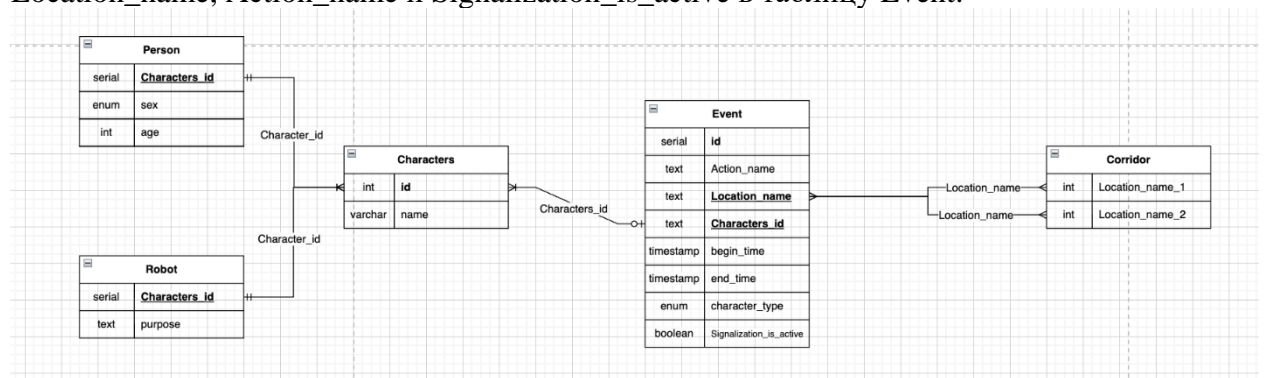 Location_name, Action_name и Signalization_is_active в таблицу Event.
Person
serial Characters_id
enum sex
int age
Character_id
Characters
int id
varchar name
Character_id
Robot
serial Characters_id
text purpose
Characters_id
Event
serial id
text Action_name
text Location_name
text Characters_id
timestamp begin_time
timestamp end_time
enum character_type
boolean Signalization_is_active
Location_name
Location_name
Corridor
int Location_name_1
int Location_name_2